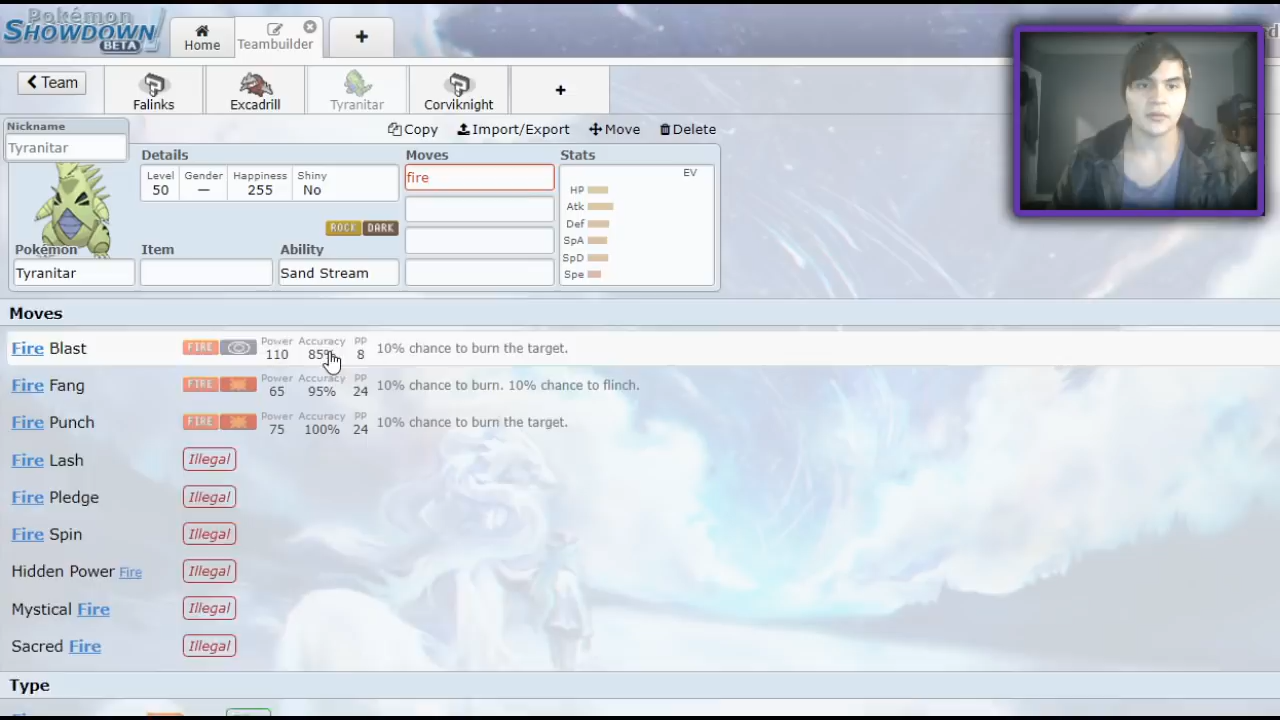 Pokémon
SHOWDOWN
BETA
Home
Teambuilder
+
Team
Falinks
Excadrill
Tyranitar
Corviknight
+
Nickname
Tyranitar
Copy
Import/Export
Move
Delete
Details
Moves
Stats
Level
Gender
Happiness
Shiny
50
—
255
No
fire
EV
HP
Atk
Def
SpA
SpD
Spe
ROCK
DARK
Pokémon
Item
Ability
Tyranitar
Sand Stream
Moves
Fire Blast FIRE Power 110 Accuracy 85% PP 8 10% chance to burn the target.
Fire Fang FIRE Power 65 Accuracy 95% PP 24 10% chance to burn. 10% chance to flinch.
Fire Punch FIRE Power 75 Accuracy 100% PP 24 10% chance to burn the target.
Fire Lash Illegal
Fire Pledge Illegal
Fire Spin Illegal
Hidden Power Fire Illegal
Mystical Fire Illegal
Sacred Fire Illegal
Type